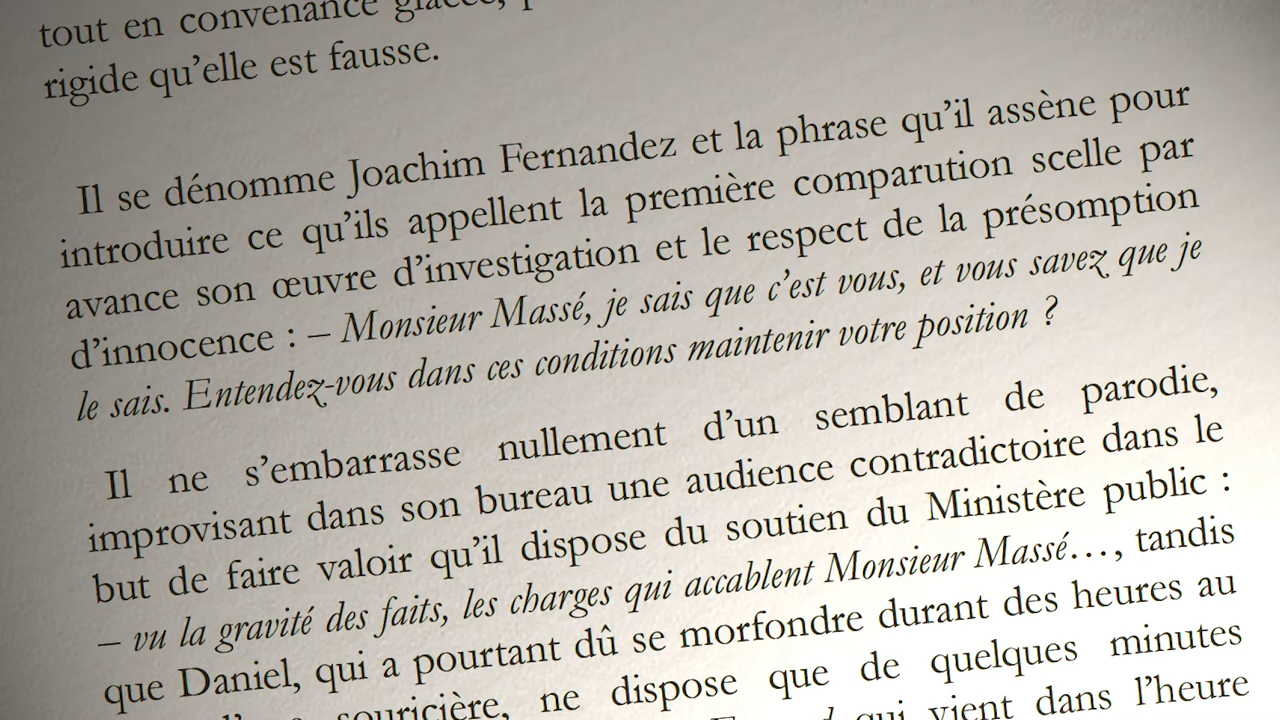 tout en convenance glacée,
rigide qu'elle est fausse.
Il se dénomme Joachim Fernandez et la phrase qu'il assène pour
introduire ce qu'ils appellent la première comparution scelle par
avance son œuvre d'investigation et le respect de la présomption
d'innocence : – Monsieur Massé, je sais que c'est vous, et vous savez que je
le sais. Entendez-vous dans ces conditions maintenir votre position ?
Il ne s'embarrasse nullement d'un semblant de parodie,
improvisant dans son bureau une audience contradictoire dans le
but de faire valoir qu'il dispose du soutien du Ministère public :
– vu la gravité des faits, les charges qui accablent Monsieur Massé…, tandis
que Daniel, qui a pourtant dû se morfondre durant des heures au
souricière, ne dispose que de quelques minutes
qui vient dans l'heure